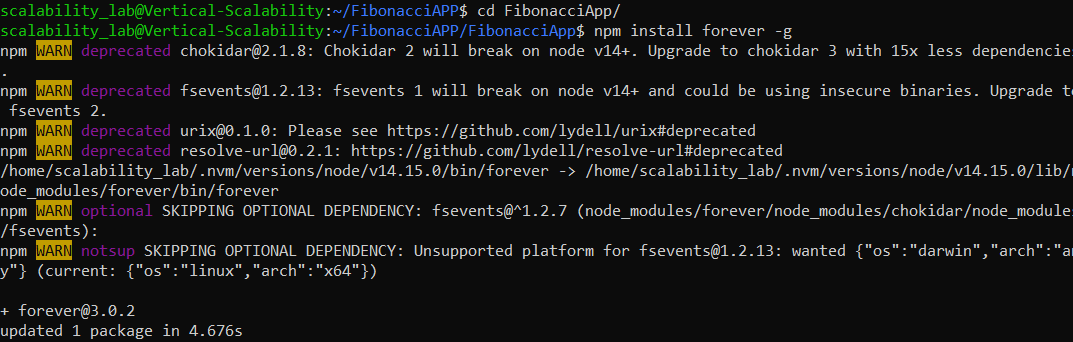 scalability_lab@Vertical-Scalability:~/FibonacciAPP$ cd FibonacciApp/
scalability_lab@Vertical-Scalability:~/FibonacciAPP/FibonacciApp$ npm install forever -g
npm WARN deprecated chokidar@2.1.8: Chokidar 2 will break on node v14+. Upgrade to chokidar 3 with 15x less dependencies
.
npm WARN deprecated fsevents@1.2.13: fsevents 1 will break on node v14+ and could be using insecure binaries. Upgrade to
 fsevents 2.
npm WARN deprecated urix@0.1.0: Please see https://github.com/lydell/urix#deprecated
npm WARN deprecated resolve-url@0.2.1: https://github.com/lydell/resolve-url#deprecated
/home/scalability_lab/.nvm/versions/node/v14.15.0/bin/forever -> /home/scalability_lab/.nvm/versions/node/v14.15.0/lib/n
ode_modules/forever/bin/forever
npm WARN optional SKIPPING OPTIONAL DEPENDENCY: fsevents@^1.2.7 (node_modules/forever/node_modules/chokidar/node_modules
/fsevents):
npm WARN notsup SKIPPING OPTIONAL DEPENDENCY: Unsupported platform for fsevents@1.2.13: wanted {"os":"darwin","arch":"an
y"} (current: {"os":"linux","arch":"x64"})
+ forever@3.0.2
updated 1 package in 4.676s